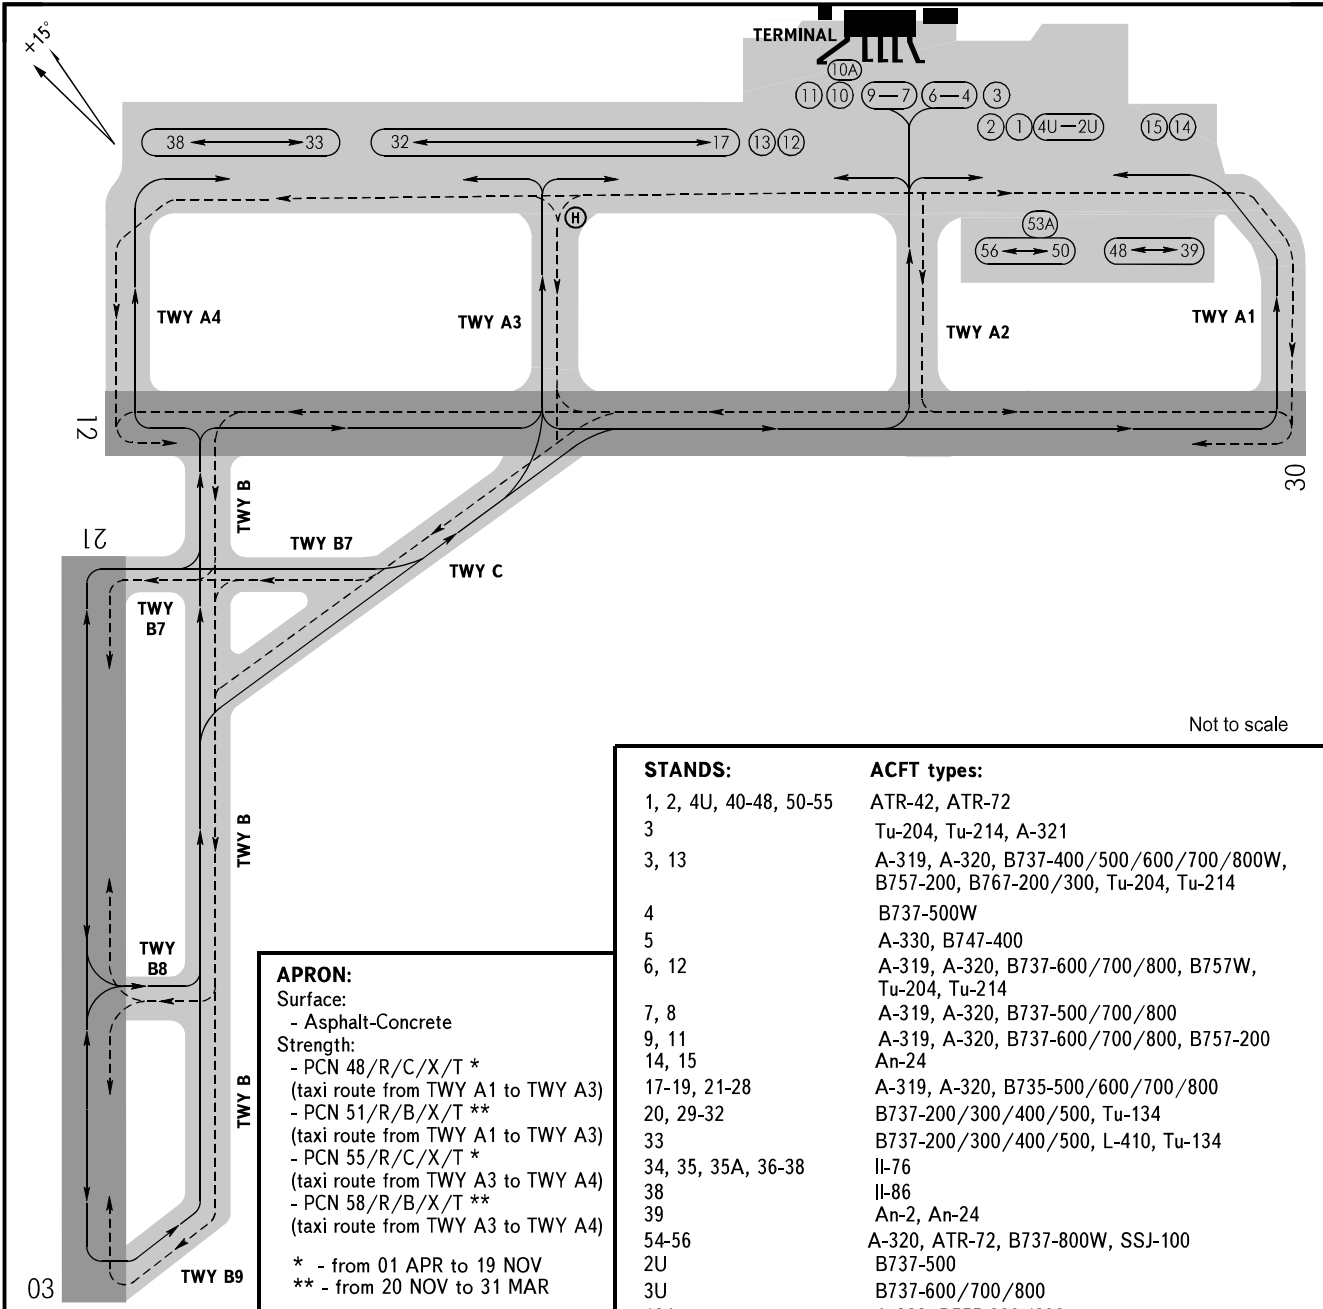 +15°
TERMINAL
10A
11 10 9 — 7 6 — 4 3
2 1 4U — 2U 15 14
38 33 32 17 13 12
H
53A
56 50 48 39
TWY A4
TWY A3
TWY A2
TWY A1
12
30
TWY B
21
TWY B7
TWY C
TWY
B7
Not to scale
TWY B
TWY
B8
TWY B
TWY B9
03
APRON:
Surface:
- Asphalt-Concrete
Strength:
- PCN 48/R/C/X/T *
(taxi route from TWY A1 to TWY A3)
- PCN 51/R/B/X/T **
(taxi route from TWY A1 to TWY A3)
- PCN 55/R/C/X/T *
(taxi route from TWY A3 to TWY A4)
- PCN 58/R/B/X/T **
(taxi route from TWY A3 to TWY A4)
* - from 01 APR to 19 NOV
** - from 20 NOV to 31 MAR
STANDS: ACFT types:
1, 2, 4U, 40-48, 50-55 ATR-42, ATR-72
3 Tu-204, Tu-214, A-321
3, 13 A-319, A-320, B737-400/500/600/700/800W,
B757-200, B767-200/300, Tu-204, Tu-214
4 B737-500W
5 A-330, B747-400
6, 12 A-319, A-320, B737-600/700/800, B757W,
Tu-204, Tu-214
7, 8 A-319, A-320, B737-500/700/800
9, 11 A-319, A-320, B737-600/700/800, B757-200
14, 15 An-24
17-19, 21-28 A-319, A-320, B735-500/600/700/800
20, 29-32 B737-200/300/400/500, Tu-134
33 B737-200/300/400/500, L-410, Tu-134
34, 35, 35A, 36-38 Il-76
38 Il-86
39 An-2, An-24
54-56 A-320, ATR-72, B737-800W, SSJ-100
2U B737-500
3U B737-600/700/800